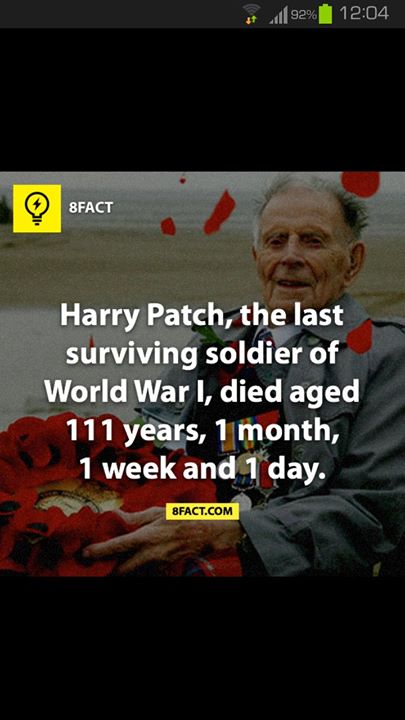 92% 12:04
8FACT
Harry Patch, the last
surviving soldier of
World War I, died aged
111 years, 1 month,
1 week and 1 day.
8FACT.COM